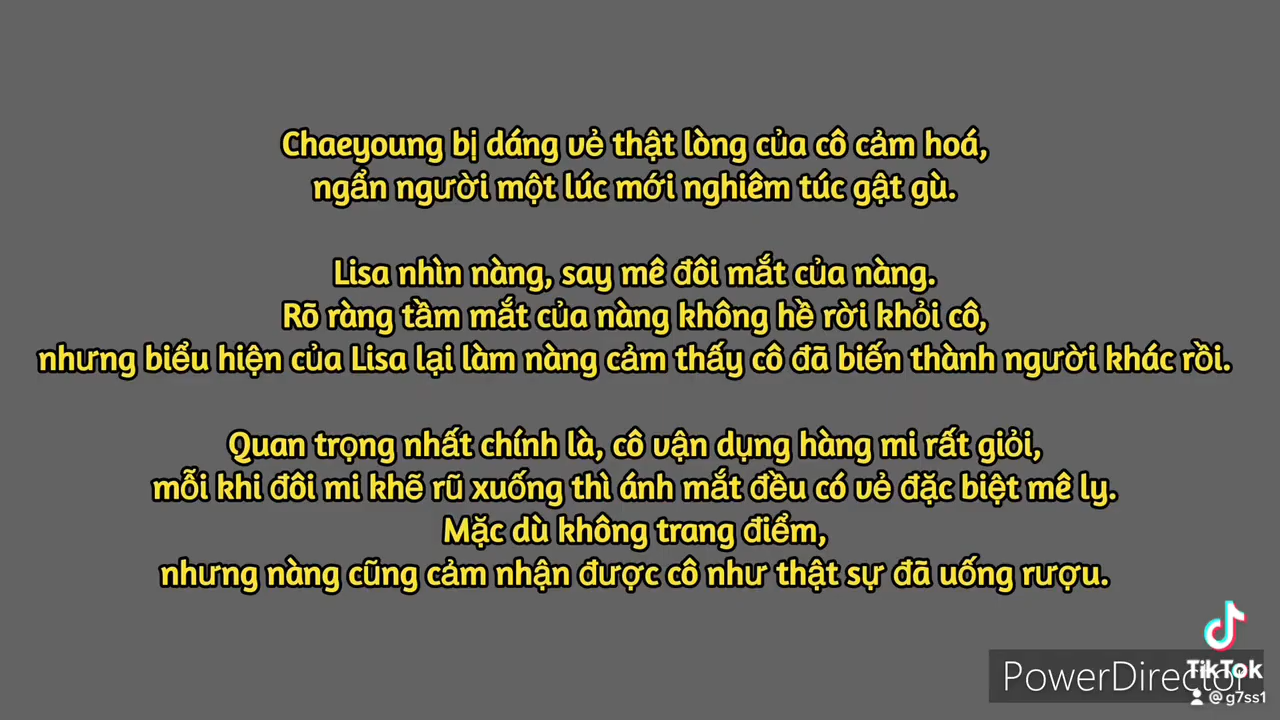 Chaeyoung bị dáng vẻ thật lòng của cô cảm hoá,
ngẩn người một lúc mới nghiêm túc gật gù.
Lisa nhìn nàng, say mê đôi mắt của nàng.
Rõ ràng tầm mắt của nàng không hề rời khỏi cô,
nhưng biểu hiện của Lisa lại làm nàng cảm thấy cô đã biến thành người khác rồi.
Quan trọng nhất chính là, cô vận dụng hàng mi rất giỏi,
mỗi khi đôi mi khẽ rũ xuống thì ánh mắt đều có vẻ đặc biệt mê ly.
Mặc dù không trang điểm,
nhưng nàng cũng cảm nhận được cô như thật sự đã uống rượu.
PowerDirector
TikTok
@g7ss1